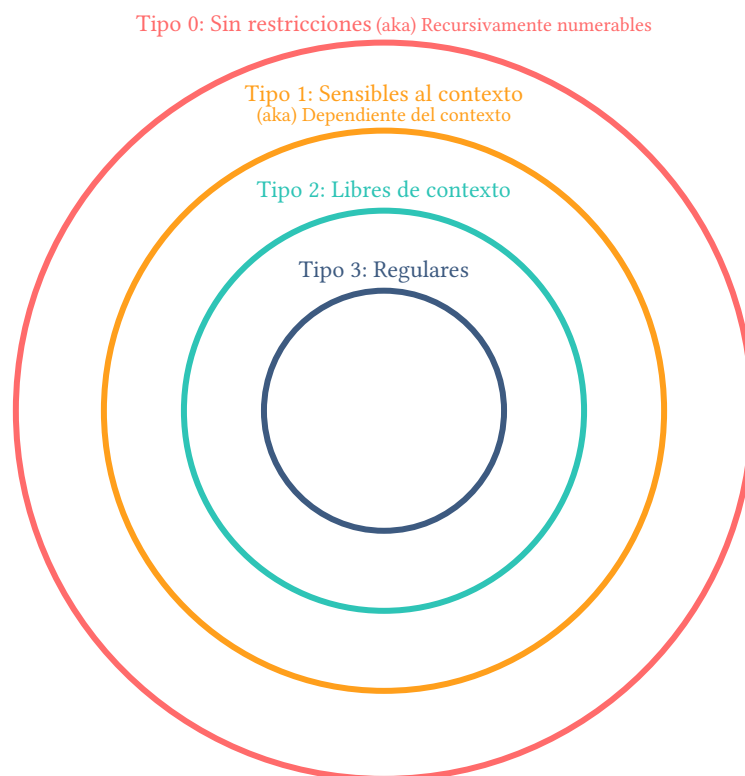 Tipo 0: Sin restricciones (aka) Recursivamente numerables
Tipo 1: Sensibles al contexto
(aka) Dependiente del contexto
Tipo 2: Libres de contexto
Tipo 3: Regulares